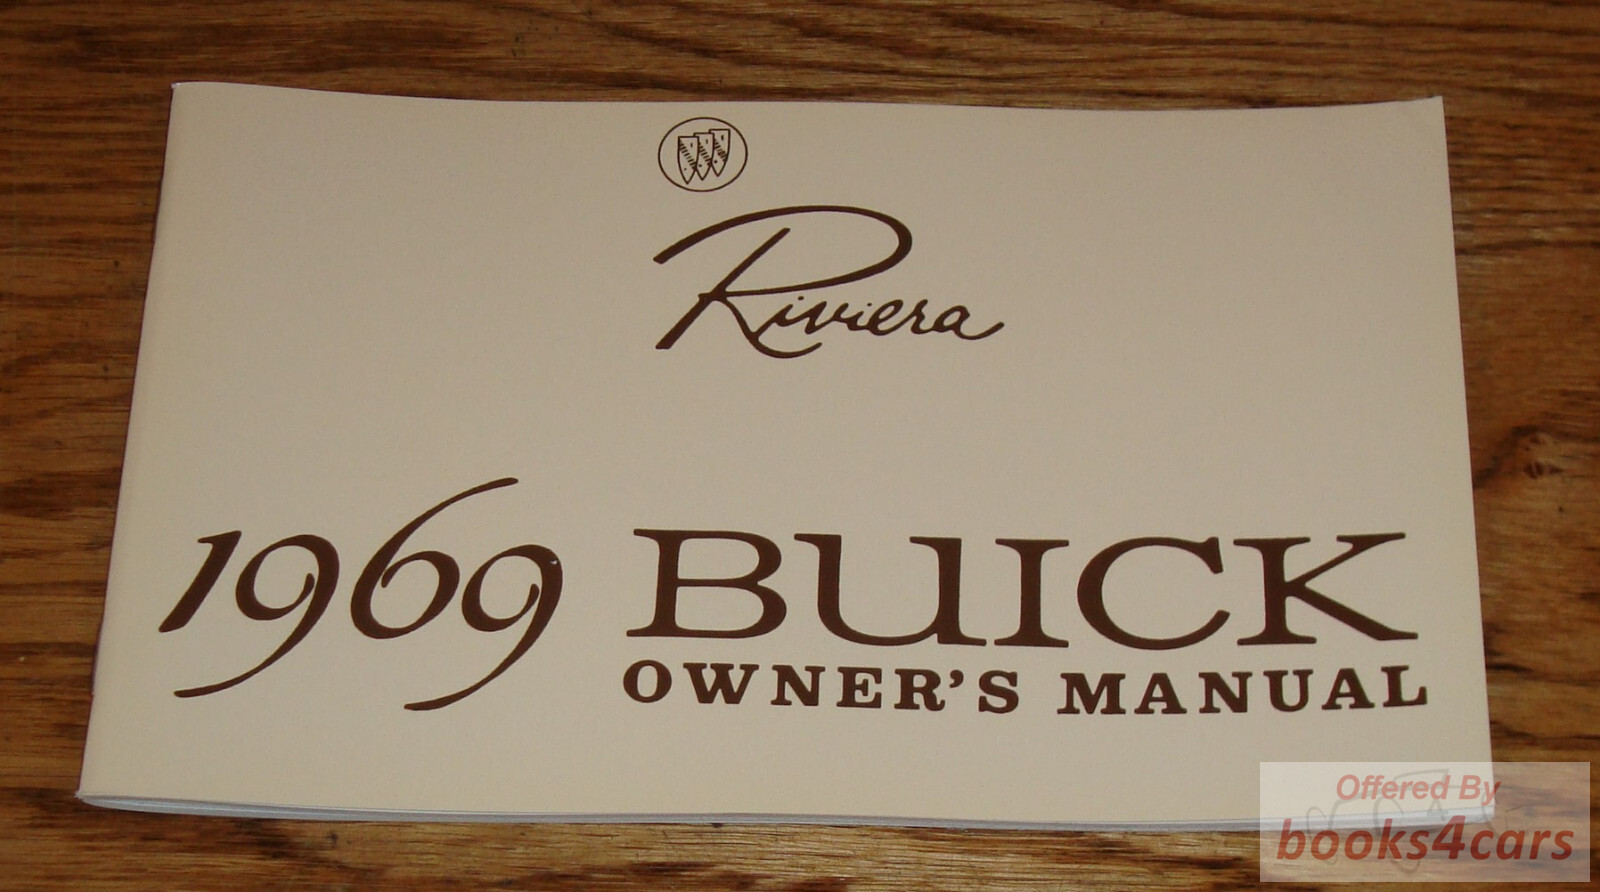 Riviera
1969 BUICK
OWNER'S MANUAL
Offered By
books4cars